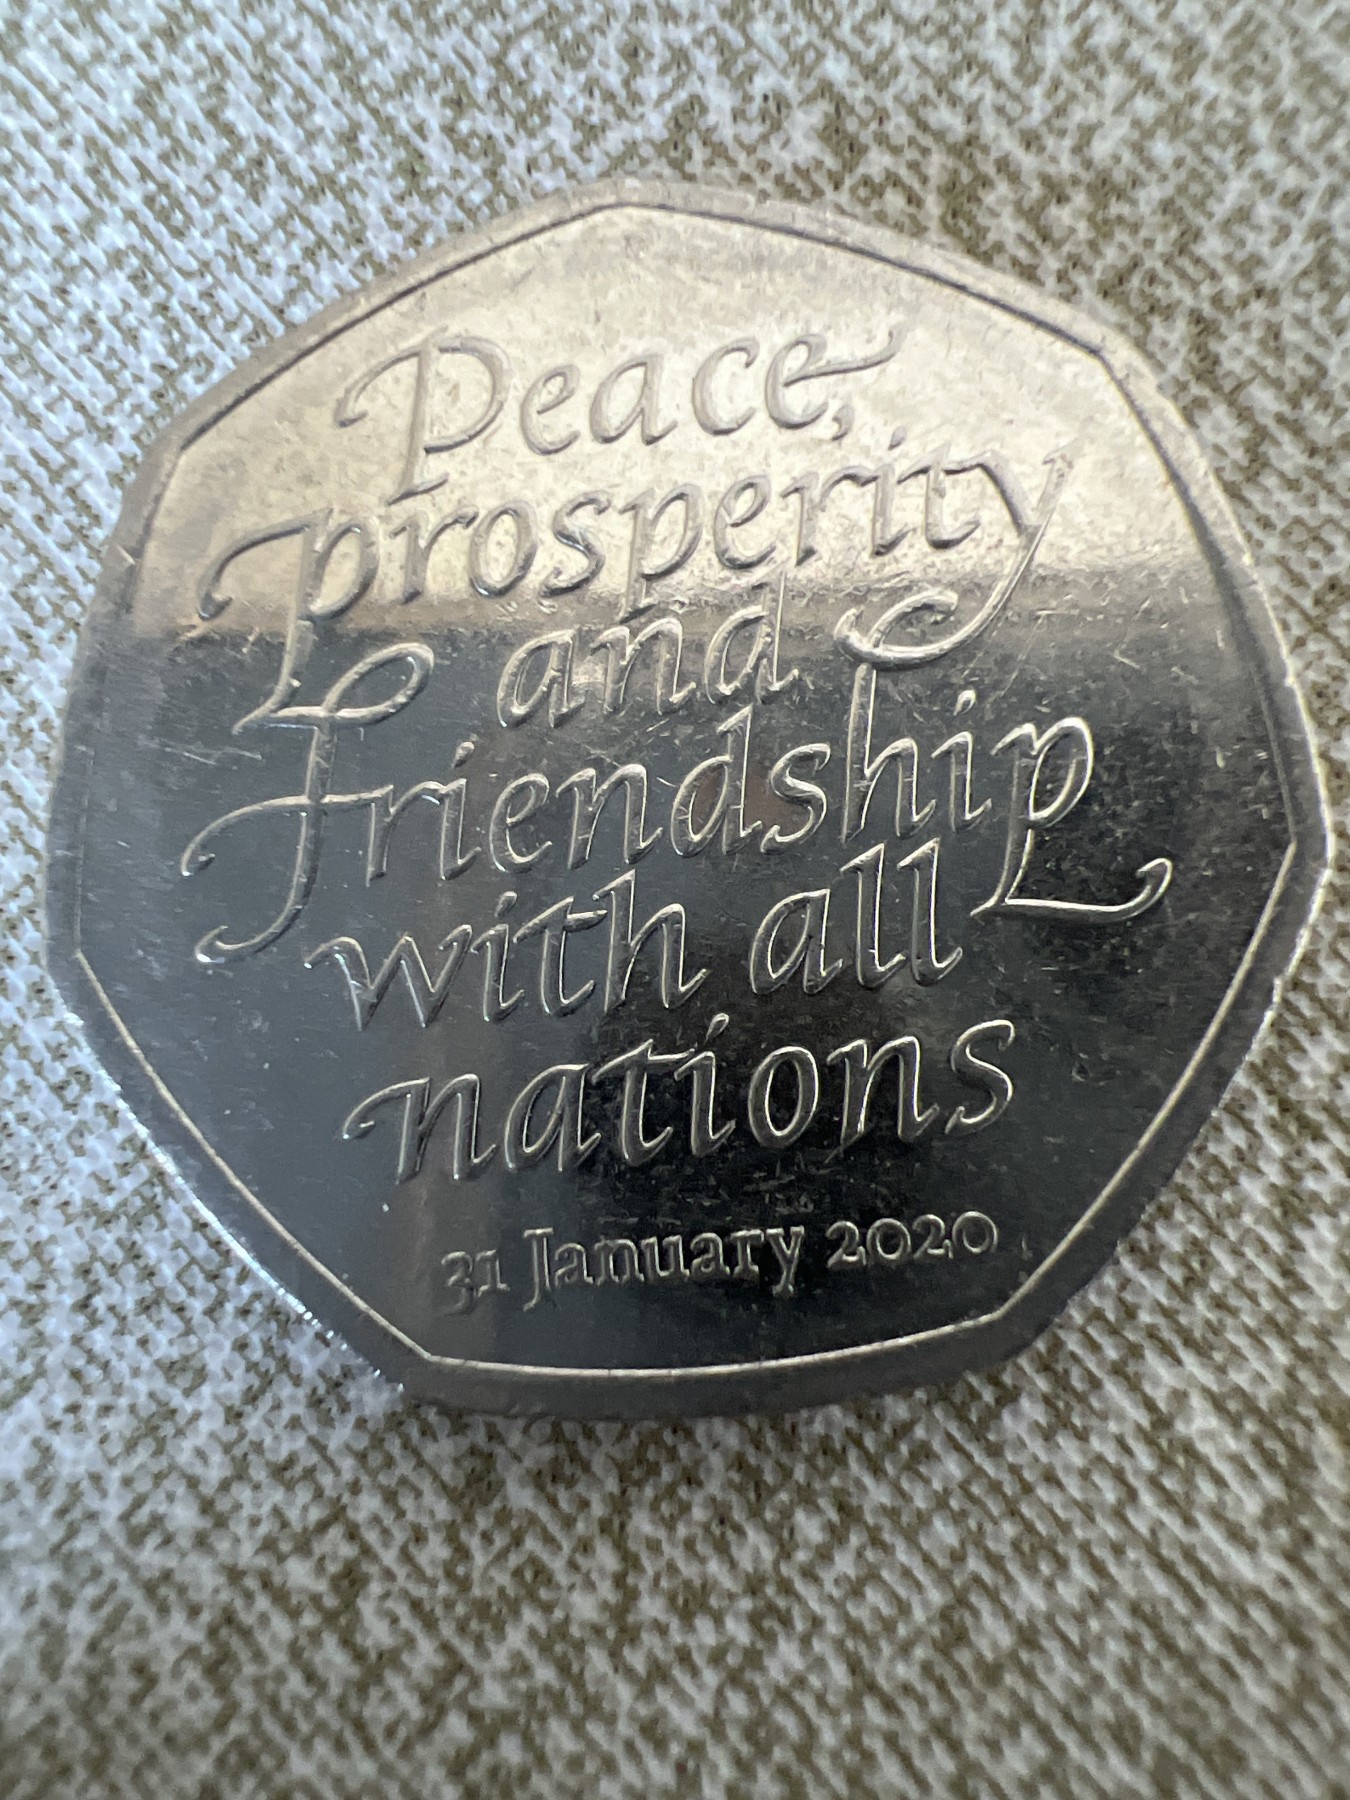 Peace,
prosperity
and
friendship
with all
nations
31 January 2020